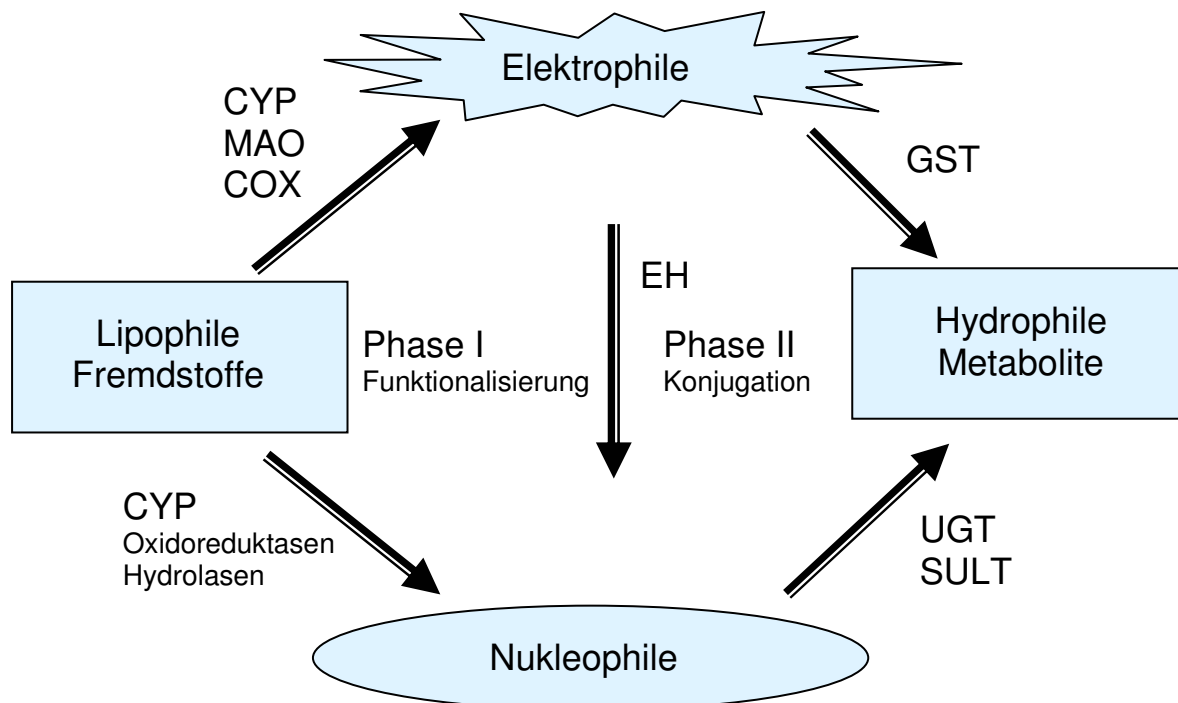 Elektrophile
CYP
MAO
COX
GST
EH
Lipophile
Fremdstoffe
Phase I
Funktionalisierung
Phase II
Konjugation
Hydrophile
Metabolite
CYP
Oxidoreduktasen
Hydrolasen
UGT
SULT
Nukleophile